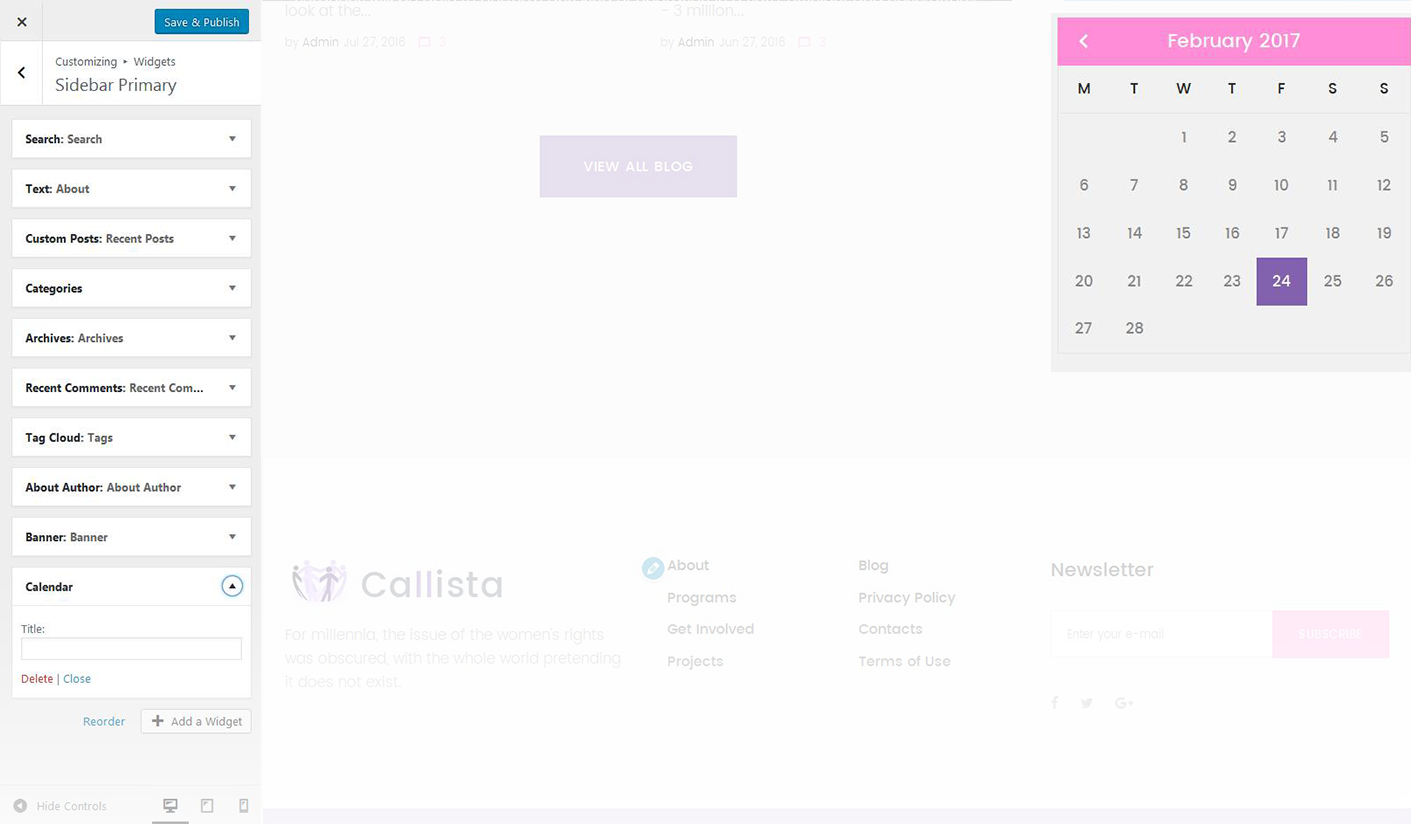 Save & Publish
Customizing ▸ Widgets
Sidebar Primary
Search: Search
Text: About
Custom Posts: Recent Posts
Categories
Archives: Archives
Recent Comments: Recent Com...
Tag Cloud: Tags
About Author: About Author
Banner: Banner
Calendar
Title:
Delete | Close
Reorder
Add a Widget
Hide Controls
look at the...
by Admin Jul 27, 2016 3
– 3 million...
by Admin Jun 27, 2016 3
VIEW ALL BLOG
February 2017
M T W T F S S
1 2 3 4 5
6 7 8 9 10 11 12
13 14 15 16 17 18 19
20 21 22 23 24 25 26
27 28
Callista
For millennia, the issue of the women's rights
was obscured, with the whole world pretending
it does not exist.
About
Programs
Get Involved
Projects
Blog
Privacy Policy
Contacts
Terms of Use
Newsletter
Enter your e-mail
SUBSCRIBE